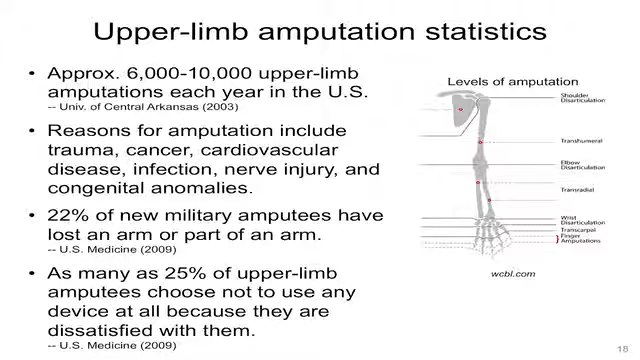 Upper-limb amputation statistics
• Approx. 6,000-10,000 upper-limb
amputations each year in the U.S.
-- Univ. of Central Arkansas (2003)
• Reasons for amputation include
trauma, cancer, cardiovascular
disease, infection, nerve injury, and
congenital anomalies.
• 22% of new military amputees have
lost an arm or part of an arm.
-- U.S. Medicine (2009)
• As many as 25% of upper-limb
amputees choose not to use any
device at all because they are
dissatisfied with them.
-- U.S. Medicine (2009)
Levels of amputation
Shoulder
Disarticulation
Transhumeral
Elbow
Disarticulation
Transradial
Wrist
Disarticulation
Transcarpal
Finger
Amputations
wcbl.com
18